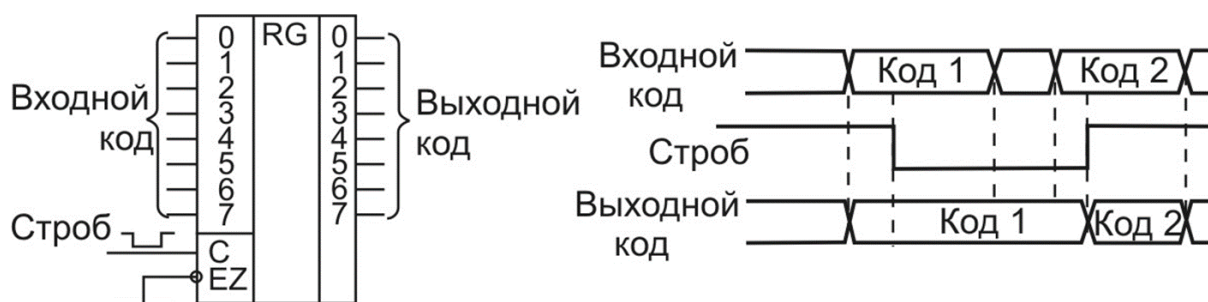 Входной
код
0
1
2
3
4
5
6
7
RG
0
1
2
3
4
5
6
7
Выходной
код
Строб
C
EZ
Входной
код
Код 1
Код 2
Строб
Выходной
код
Код 1
Код 2